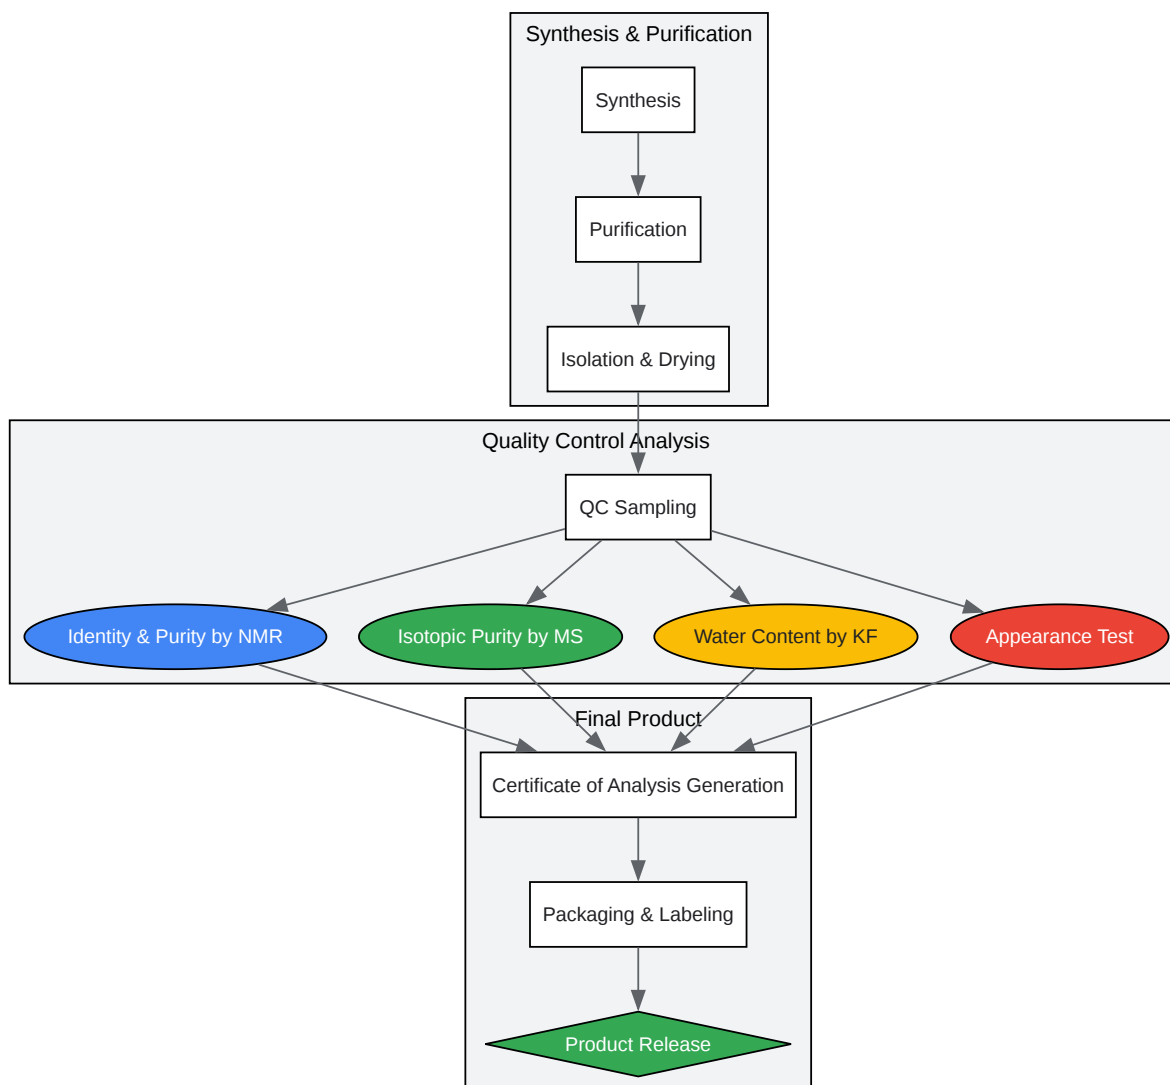 Synthesis & Purification
Synthesis
Purification
Isolation & Drying
Quality Control Analysis
QC Sampling
Identity & Purity by NMR
Isotopic Purity by MS
Water Content by KF
Appearance Test
Final Product
Certificate of Analysis Generation
Packaging & Labeling
Product Release